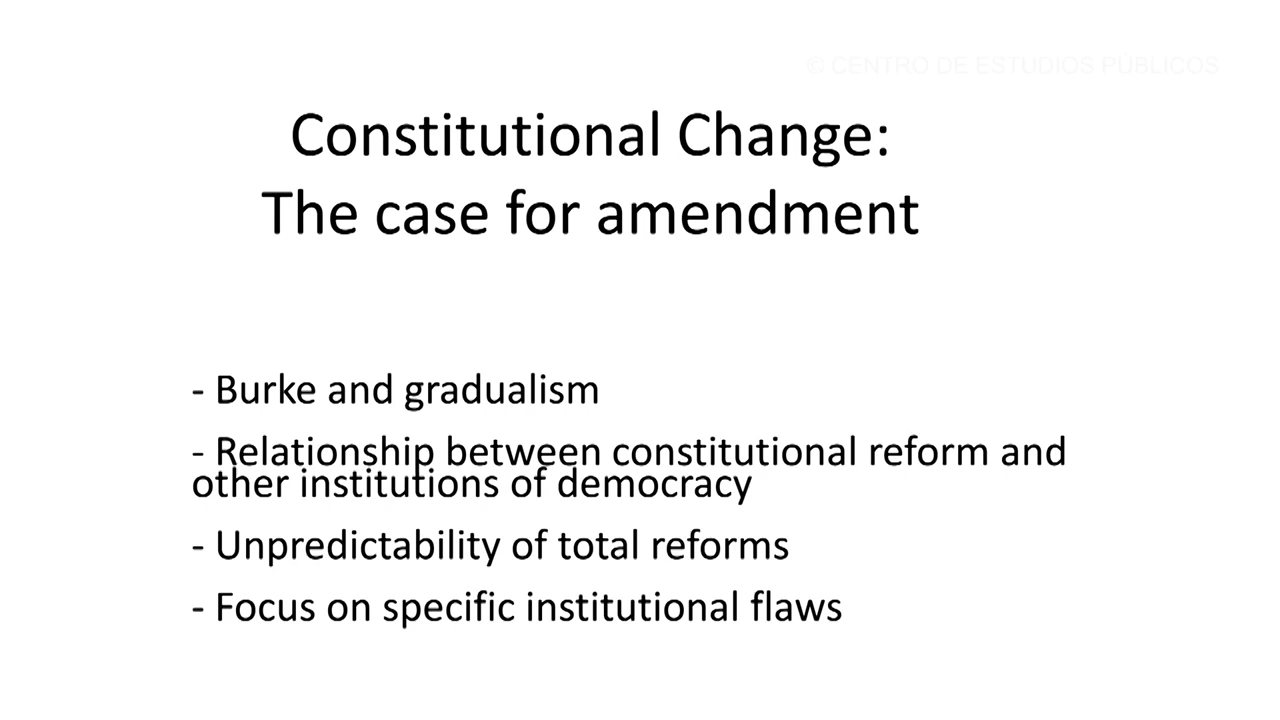 © CENTRO DE ESTUDIOS PÚBLICOS
Constitutional Change:
The case for amendment
- Burke and gradualism
- Relationship between constitutional reform and
other institutions of democracy
- Unpredictability of total reforms
- Focus on specific institutional flaws